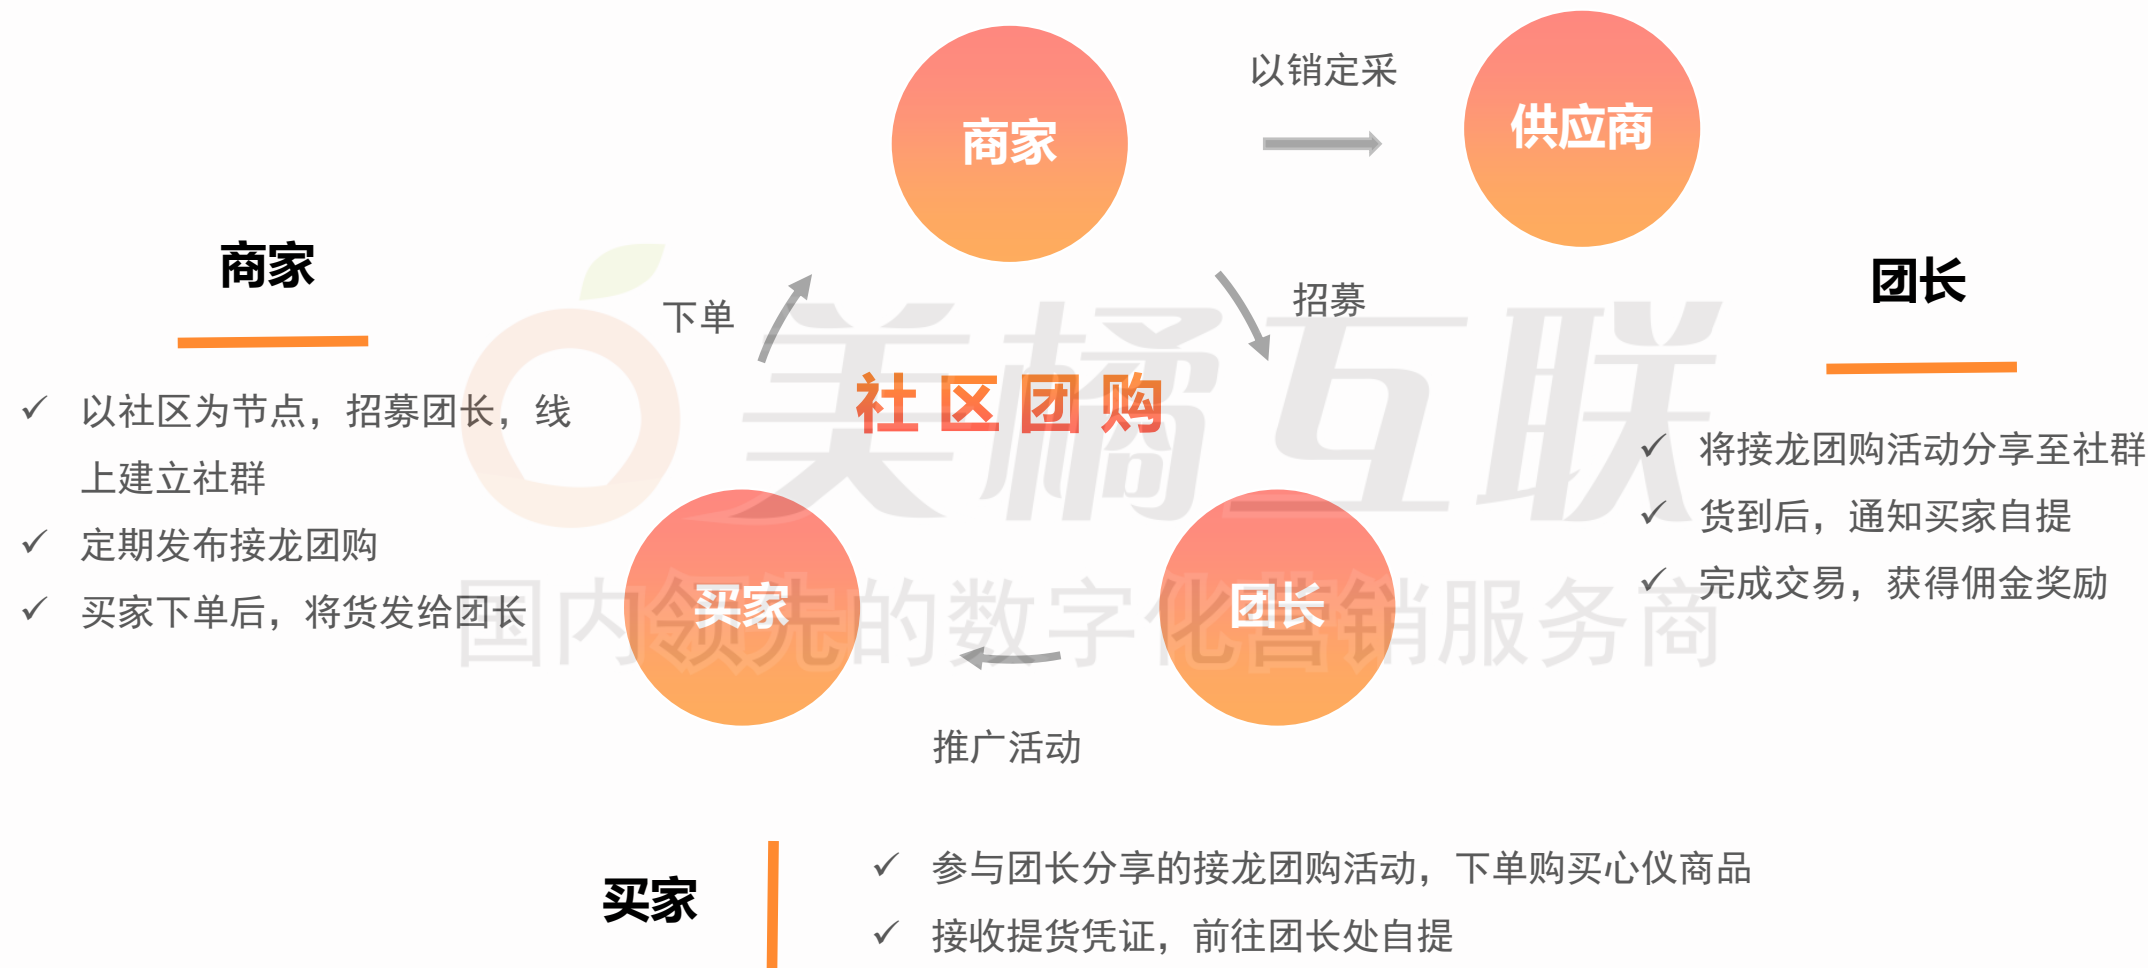 商家
以销定采
供应商
商家
下单
招募
团长
美橘互联
社区团购
以社区为节点，招募团长，线
上建立社群
定期发布接龙团购
买家下单后，将货发给团长
将接龙团购活动分享至社群
货到后，通知买家自提
完成交易，获得佣金奖励
买家
团长
国内领先的数字化营销服务商
推广活动
买家
参与团长分享的接龙团购活动，下单购买心仪商品
接收提货凭证，前往团长处自提